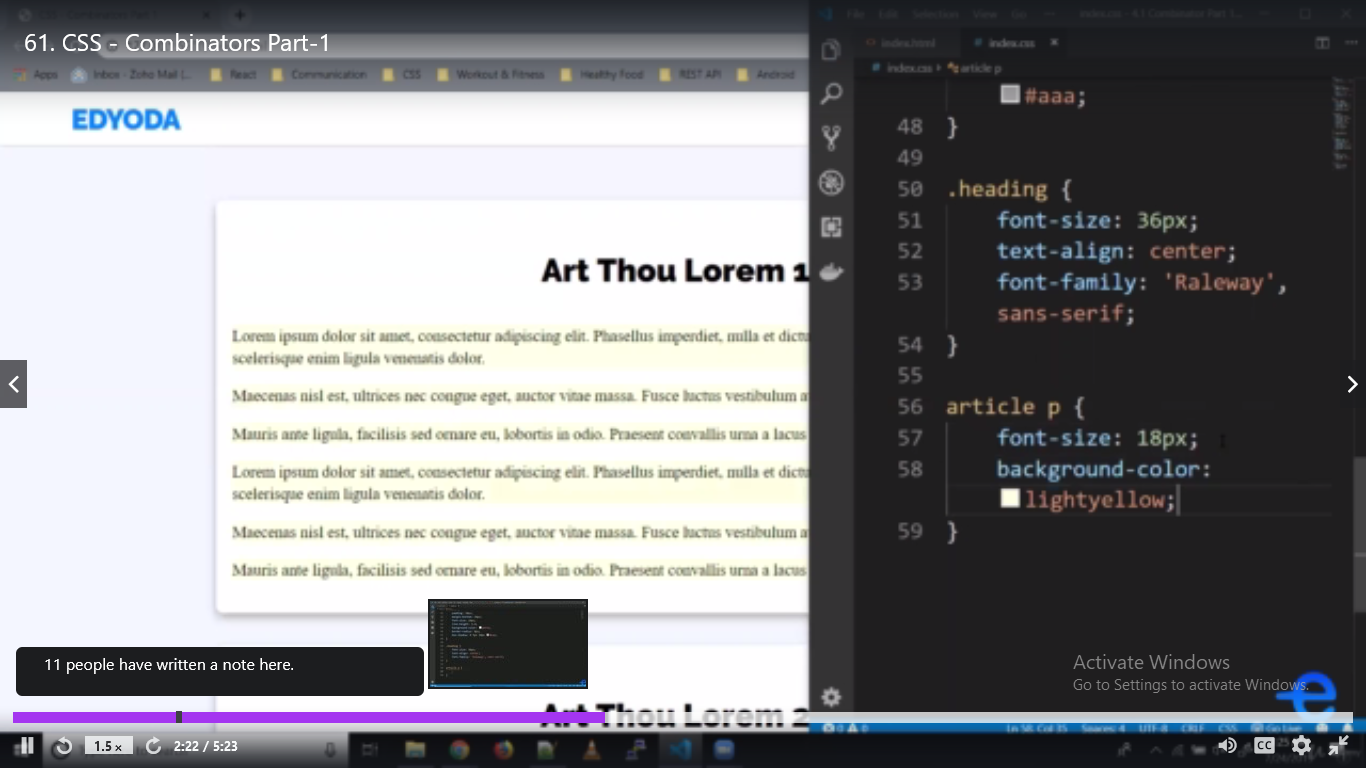 61. CSS - Combinators Part-1
File Edit Selection View Go
index.html index.css
Apps Inbox - Zoho Mail (... React Communication CSS Workout & Fitness Healthy Food REST API Android
index.css > article p
EDYODA
Art Thou Lorem 1
Lorem ipsum dolor sit amet, consectetur adipiscing elit. Phasellus imperdiet, nulla et dictu
scelerisque enim ligula venenatis dolor.
Maecenas nisl est, ultrices nec congue eget, auctor vitae massa. Fusce luctus vestibulum a
Mauris ante ligula, facilisis sed ornare eu, lobortis in odio. Praesent convallis urna a lacus
Lorem ipsum dolor sit amet, consectetur adipiscing elit. Phasellus imperdiet, nulla et dictu
scelerisque enim ligula venenatis dolor.
Maecenas nisl est, ultrices nec congue eget, auctor vitae massa. Fusce luctus vestibulum a
Mauris ante ligula, facilisis sed ornare eu, lobortis in odio. Praesent convallis urna a lacus
Art Thou Lorem 2
#aaa;
48 }
49
50 .heading {
51 font-size: 36px;
52 text-align: center;
53 font-family: 'Raleway',
sans-serif;
54 }
55
56 article p {
57 font-size: 18px;
58 background-color:
lightyellow;
59 }
11 people have written a note here.
Activate Windows
Go to Settings to activate Windows.
Ln 58, Col 35 Spaces: 4 UTF-8 CRLF CSS Go Live
1.5 x 2:22 / 5:23 CC